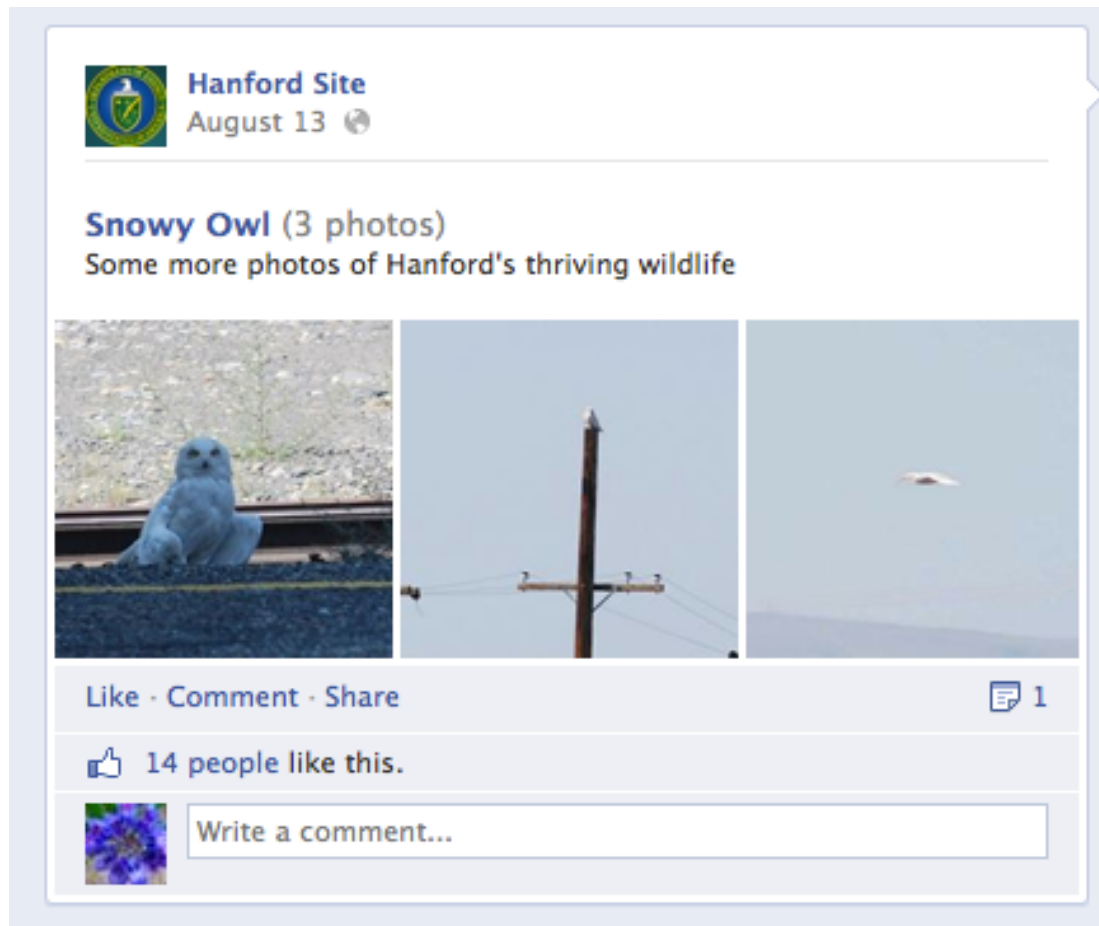 Hanford Site
August 13
Snowy Owl (3 photos)
Some more photos of Hanford's thriving wildlife
Like · Comment · Share
1
14 people like this.
Write a comment...